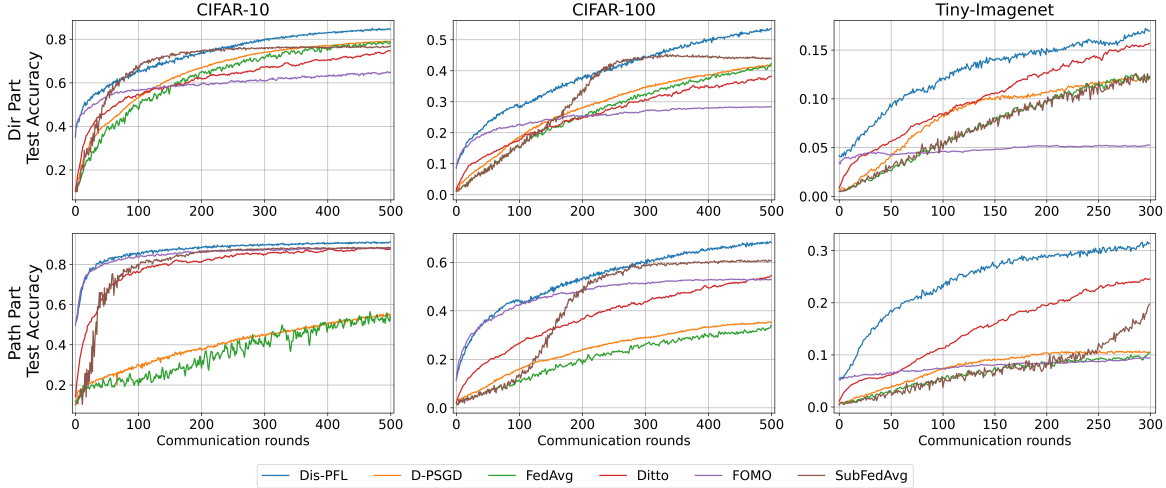 CIFAR-10 CIFAR-100 Tiny-Imagenet
Dir Part
Test Accuracy
0.8
0.6
0.4
0.2
0 100 200 300 400 500
0.5
0.4
0.3
0.2
0.1
0.0
0 100 200 300 400 500
0.15
0.10
0.05
0.00
0 50 100 150 200 250 300
Path Part
Test Accuracy
0.8
0.6
0.4
0.2
0 100 200 300 400 500
Communication rounds
0.6
0.4
0.2
0.0
0 100 200 300 400 500
Communication rounds
0.3
0.2
0.1
0.0
0 50 100 150 200 250 300
Communication rounds
Dis-PFL D-PSGD FedAvg Ditto FOMO SubFedAvg